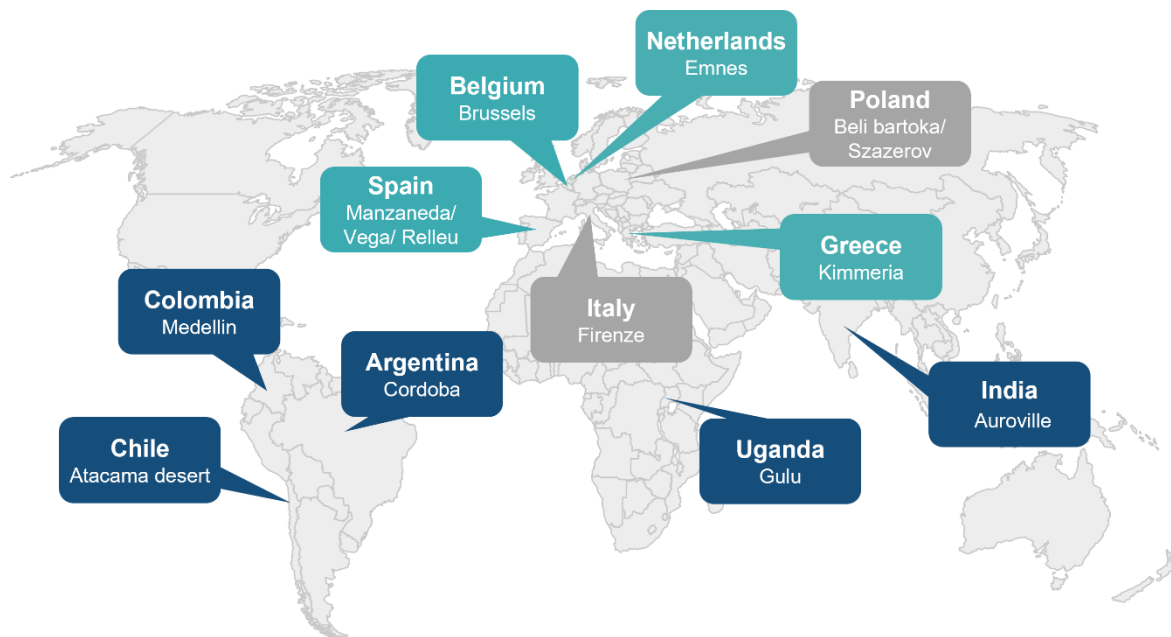 Netherlands
Emnes
Belgium
Brussels
Poland
Beli bartoka/
Szazerov
Spain
Manzaneda/
Vega/ Relleu
Greece
Kimmeria
Colombia
Medellin
Italy
Firenze
Argentina
Cordoba
India
Auroville
Chile
Atacama desert
Uganda
Gulu